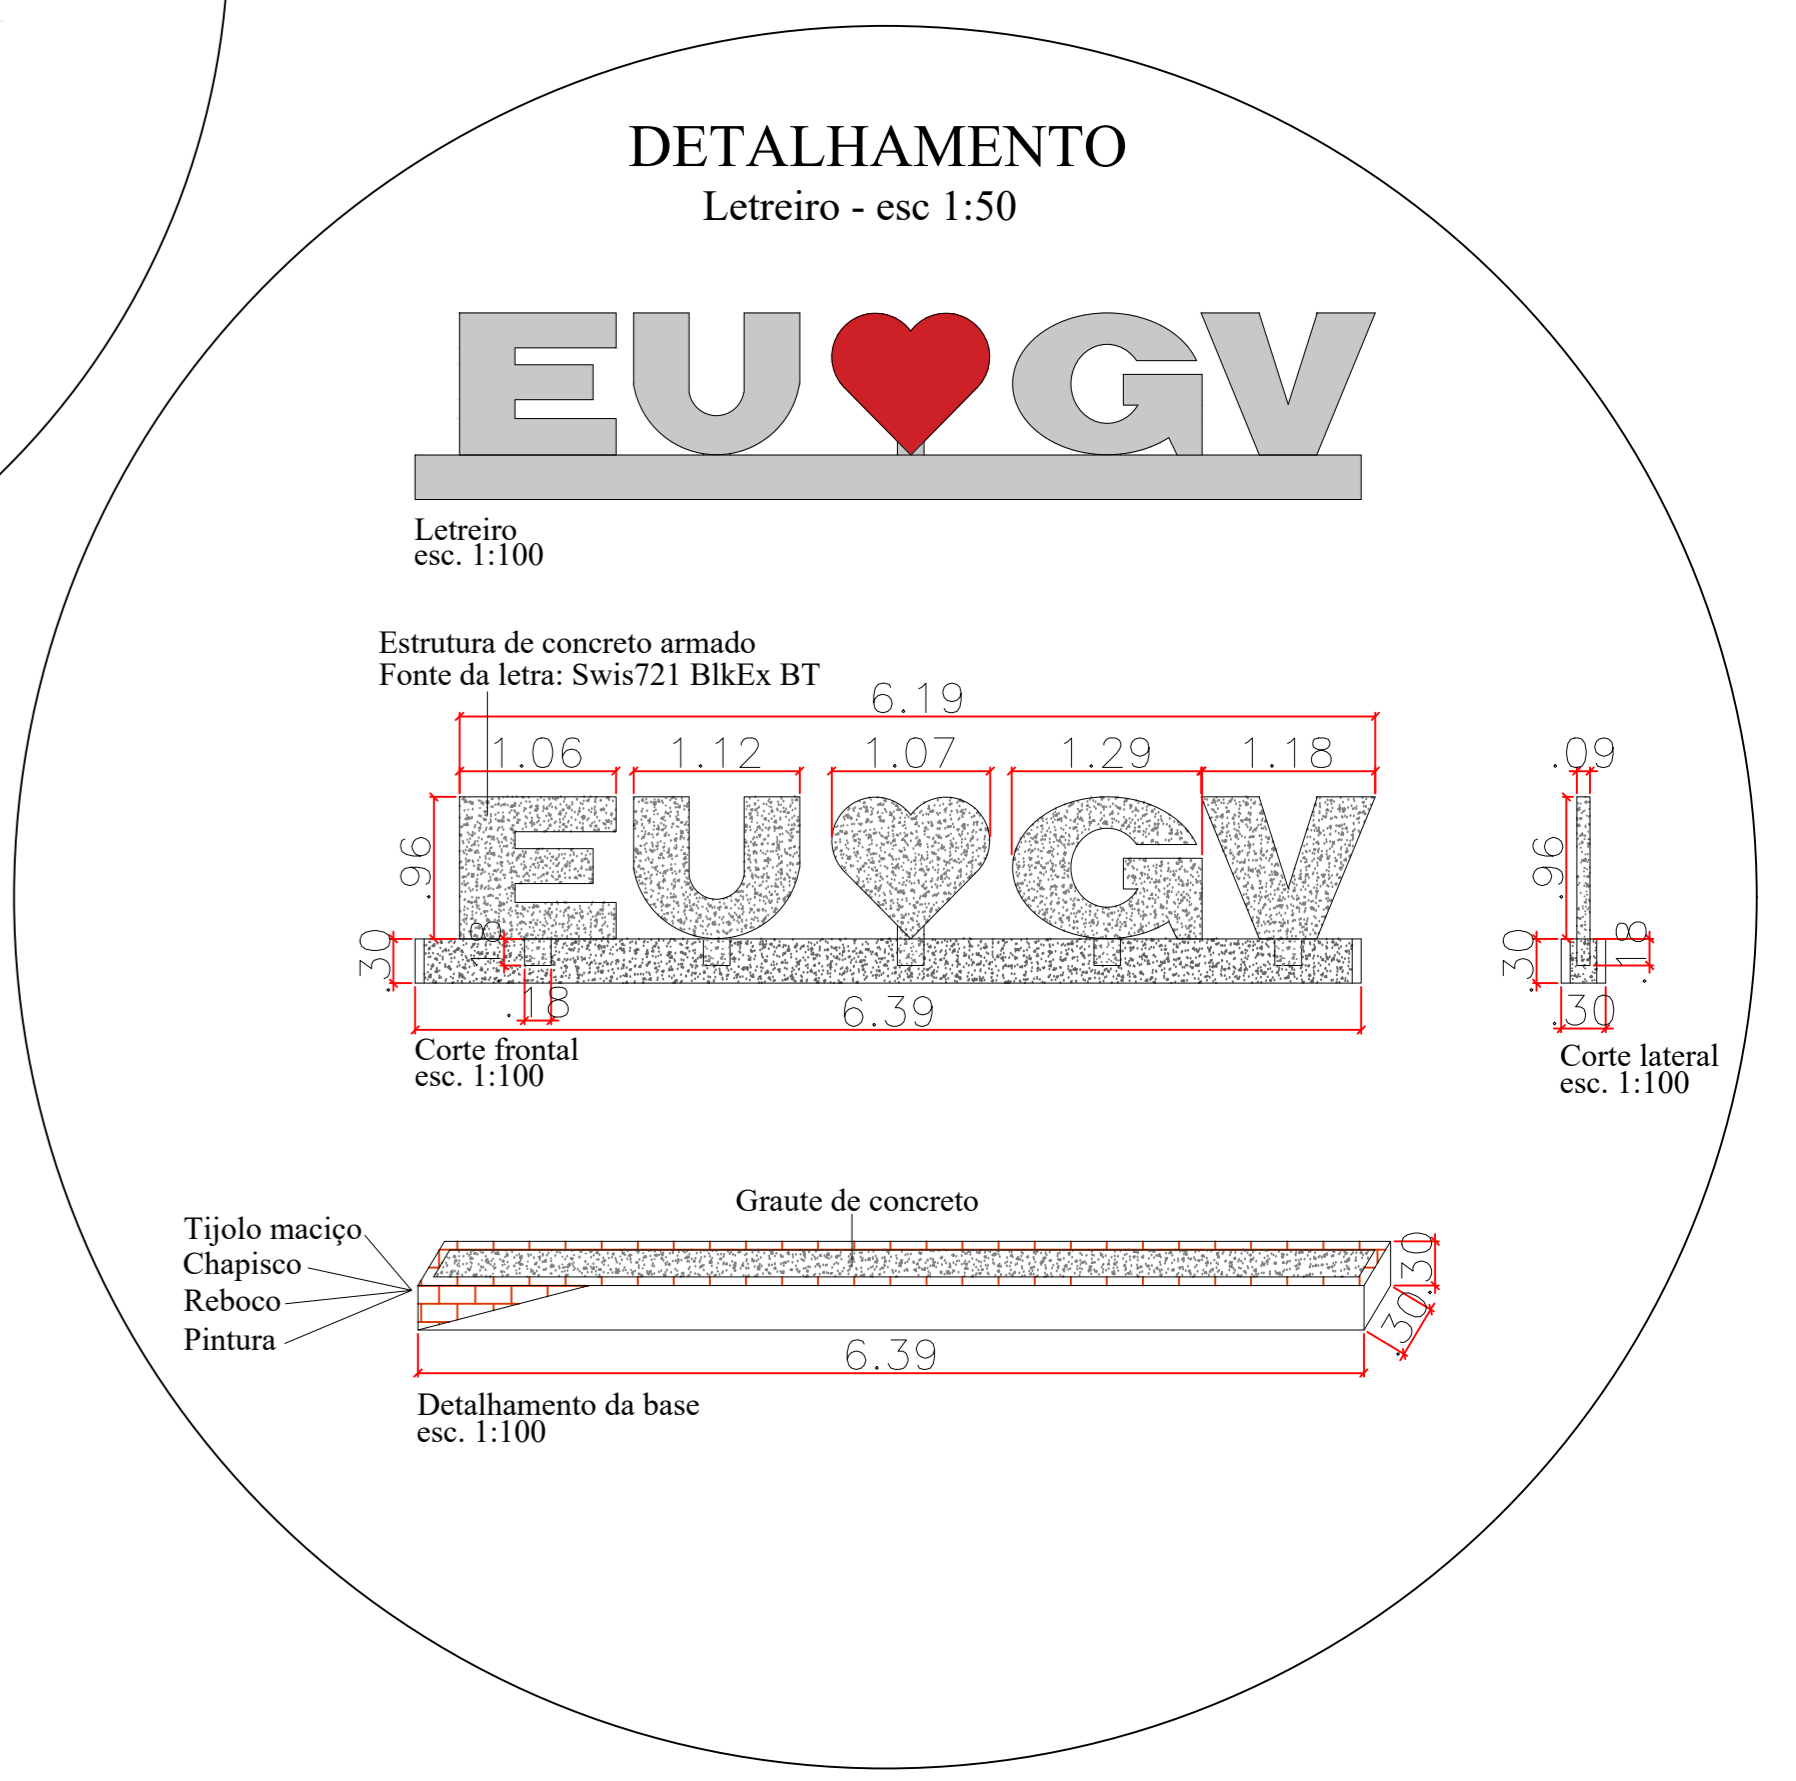 DETALHAMENTO
Letreiro - esc 1:50
EU GV
Letreiro
esc. 1:100
Estrutura de concreto armado
Fonte da letra: Swis721 BlkEx BT
6.19
1.06 1.12 1.07 1.29 1.18
.96
.30
.18
.18
6.39
EU GV
Corte frontal
esc. 1:100
.09
.96
.30
.18
.30
Corte lateral
esc. 1:100
Graute de concreto
Tijolo maciço
Chapisco
Reboco
Pintura
.30
.30
6.39
Detalhamento da base
esc. 1:100